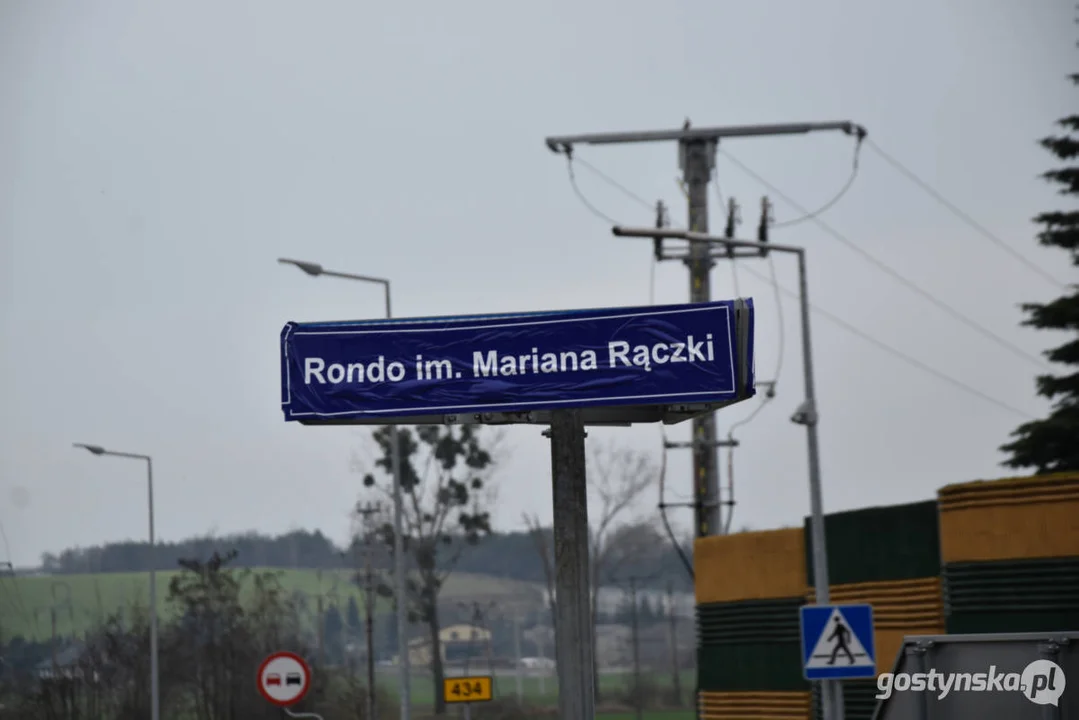 Rondo im. Mariana Rączki
434
gostynska.pl